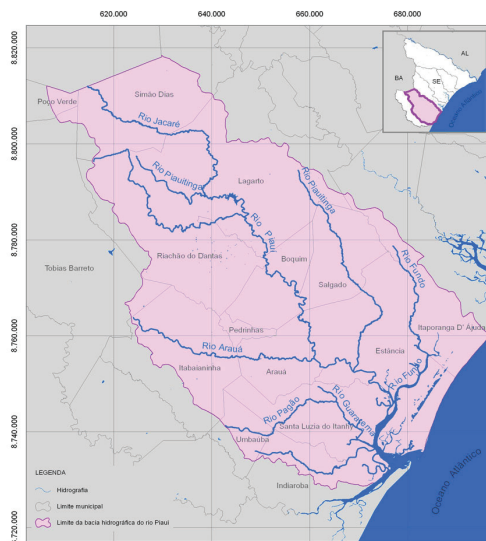 620.000 640.000 660.000 680.000
8.820.000
8.800.000
8.780.000
8.760.000
8.740.000
8.720.000
AL
SE
BA
Oceano Atlântico
Simão Dias
Poço Verde
Rio Jacaré
Rio Piauitinga
Lagarto
Rio Piauitinga
Rio Piauí
Rio Fundo
Riachão do Dantas
Boquim
Tobias Barreto
Salgado
Itaporanga D' Ajuda
Pedrinhas
Estância
Rio Arauá
Itabaianinha
Arauá
Rio Fundo
Rio Pagão
Rio Guararema
Santa Luzia do Itanhy
Umbaúba
Indiaroba
Oceano Atlântico
LEGENDA
Hidrografia
Limite municipal
Limite da bacia hidrográfica do rio Piauí